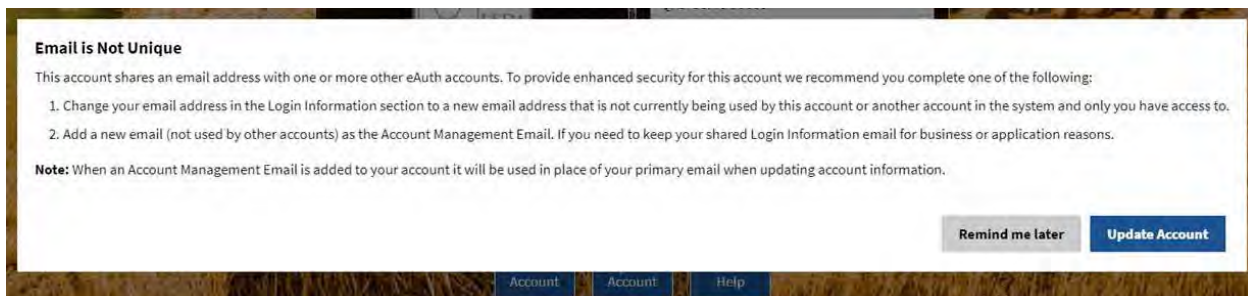 Email is Not Unique
This account shares an email address with one or more other eAuth accounts. To provide enhanced security for this account we recommend you complete one of the following:
1. Change your email address in the Login Information section to a new email address that is not currently being used by this account or another account in the system and only you have access to.
2. Add a new email (not used by other accounts) as the Account Management Email. If you need to keep your shared Login Information email for business or application reasons.
Note: When an Account Management Email is added to your account it will be used in place of your primary email when updating account information.
Remind me later Update Account
Account Account Help